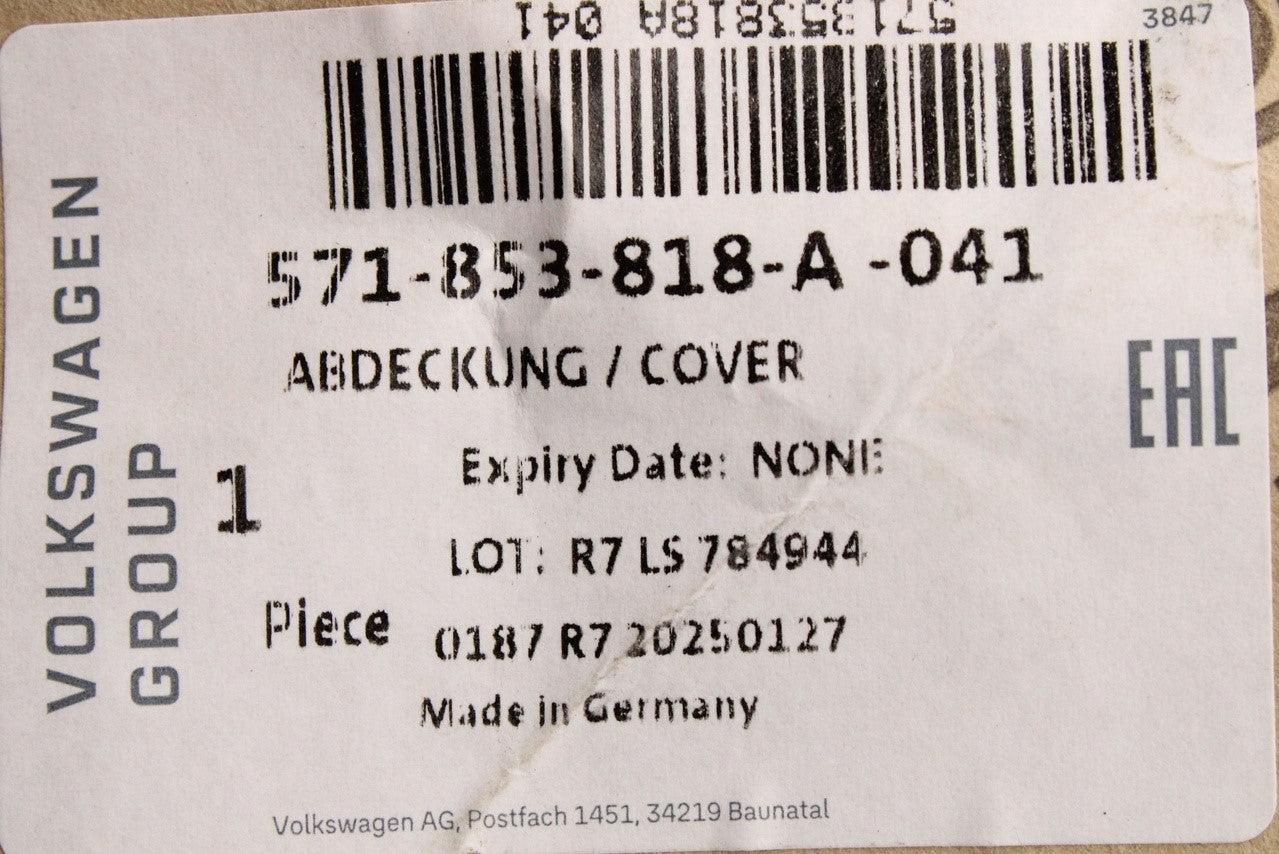 571853818A 041
3847
571-853-818-A -041
ABDECKUNG / COVER
EAC
Expiry Date: NONE
1
LOT: R7 LS 784944
Piece
0187 R7 20250127
Made in Germany
Volkswagen AG, Postfach 1451, 34219 Baunatal
VOLKSWAGEN
GROUP